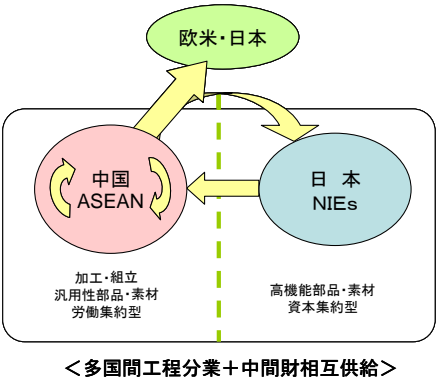 欧米・日本
中国
ASEAN
日　本
NIEs
加工・組立
汎用性部品・素材
労働集約型
高機能部品・素材
資本集約型
＜多国間工程分業＋中間財相互供給＞